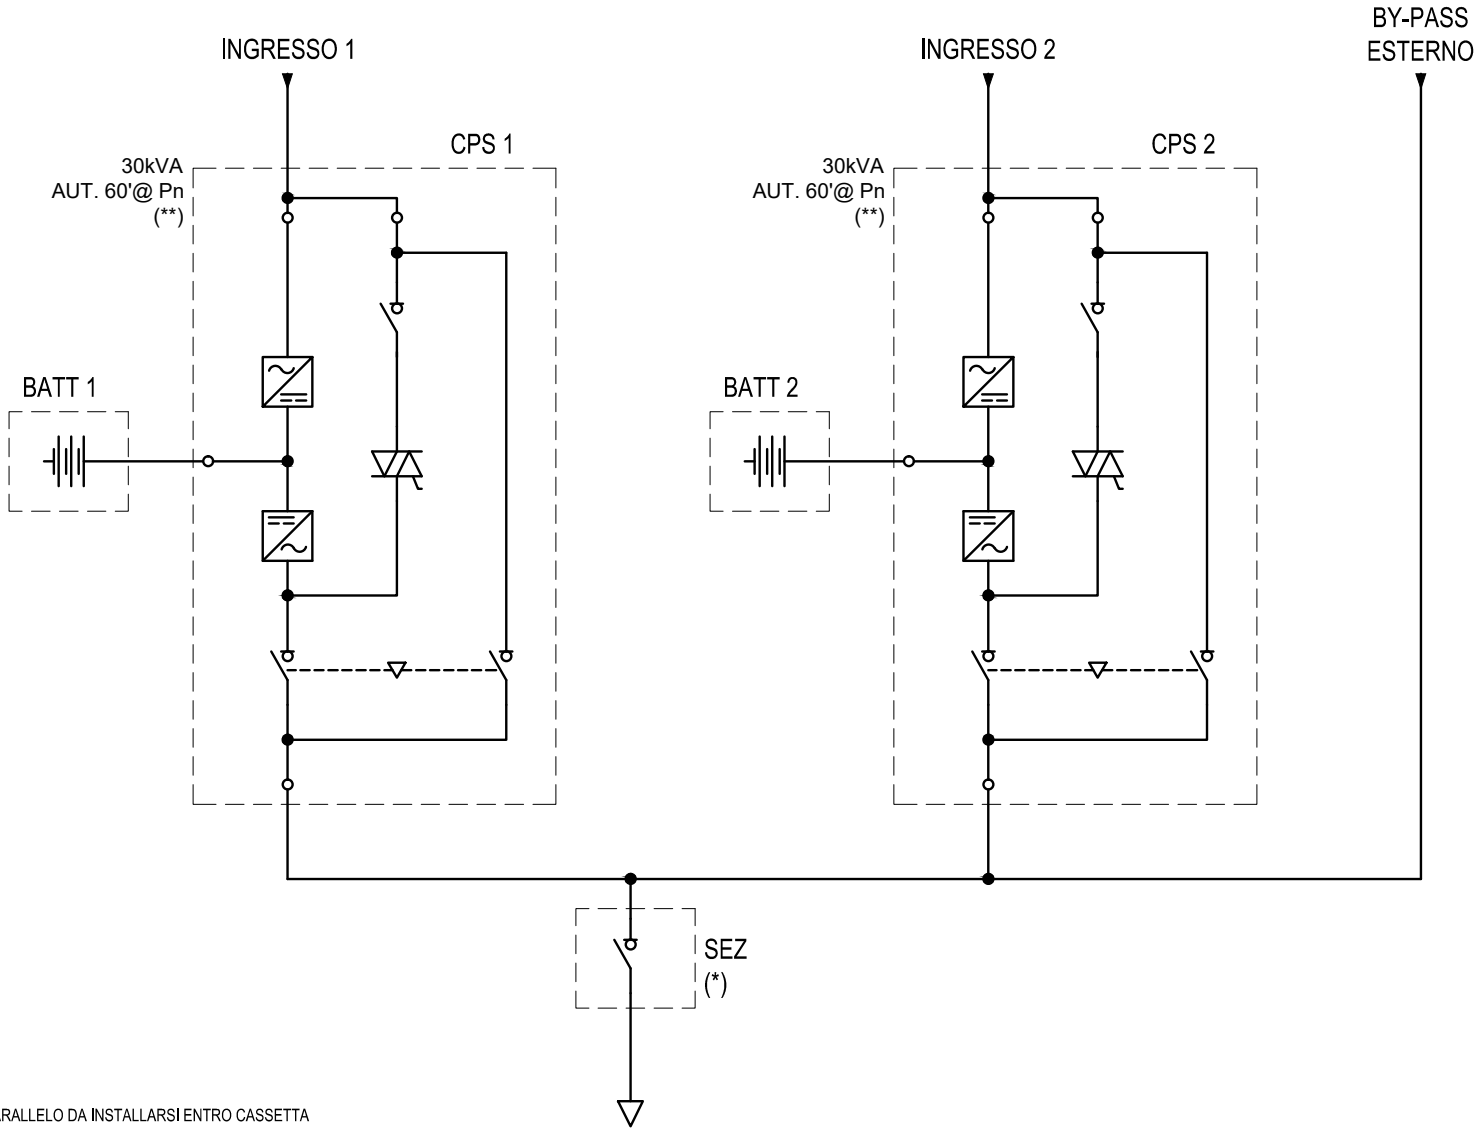 BY-PASS
ESTERNO
INGRESSO 1
INGRESSO 2
CPS 1
CPS 2
30kVA
AUT. 60'@ Pn
(**)
30kVA
AUT. 60'@ Pn
(**)
BATT 1
BATT 2
SEZ
(*)
DA INSTALLARSI ENTRO CASSETTA